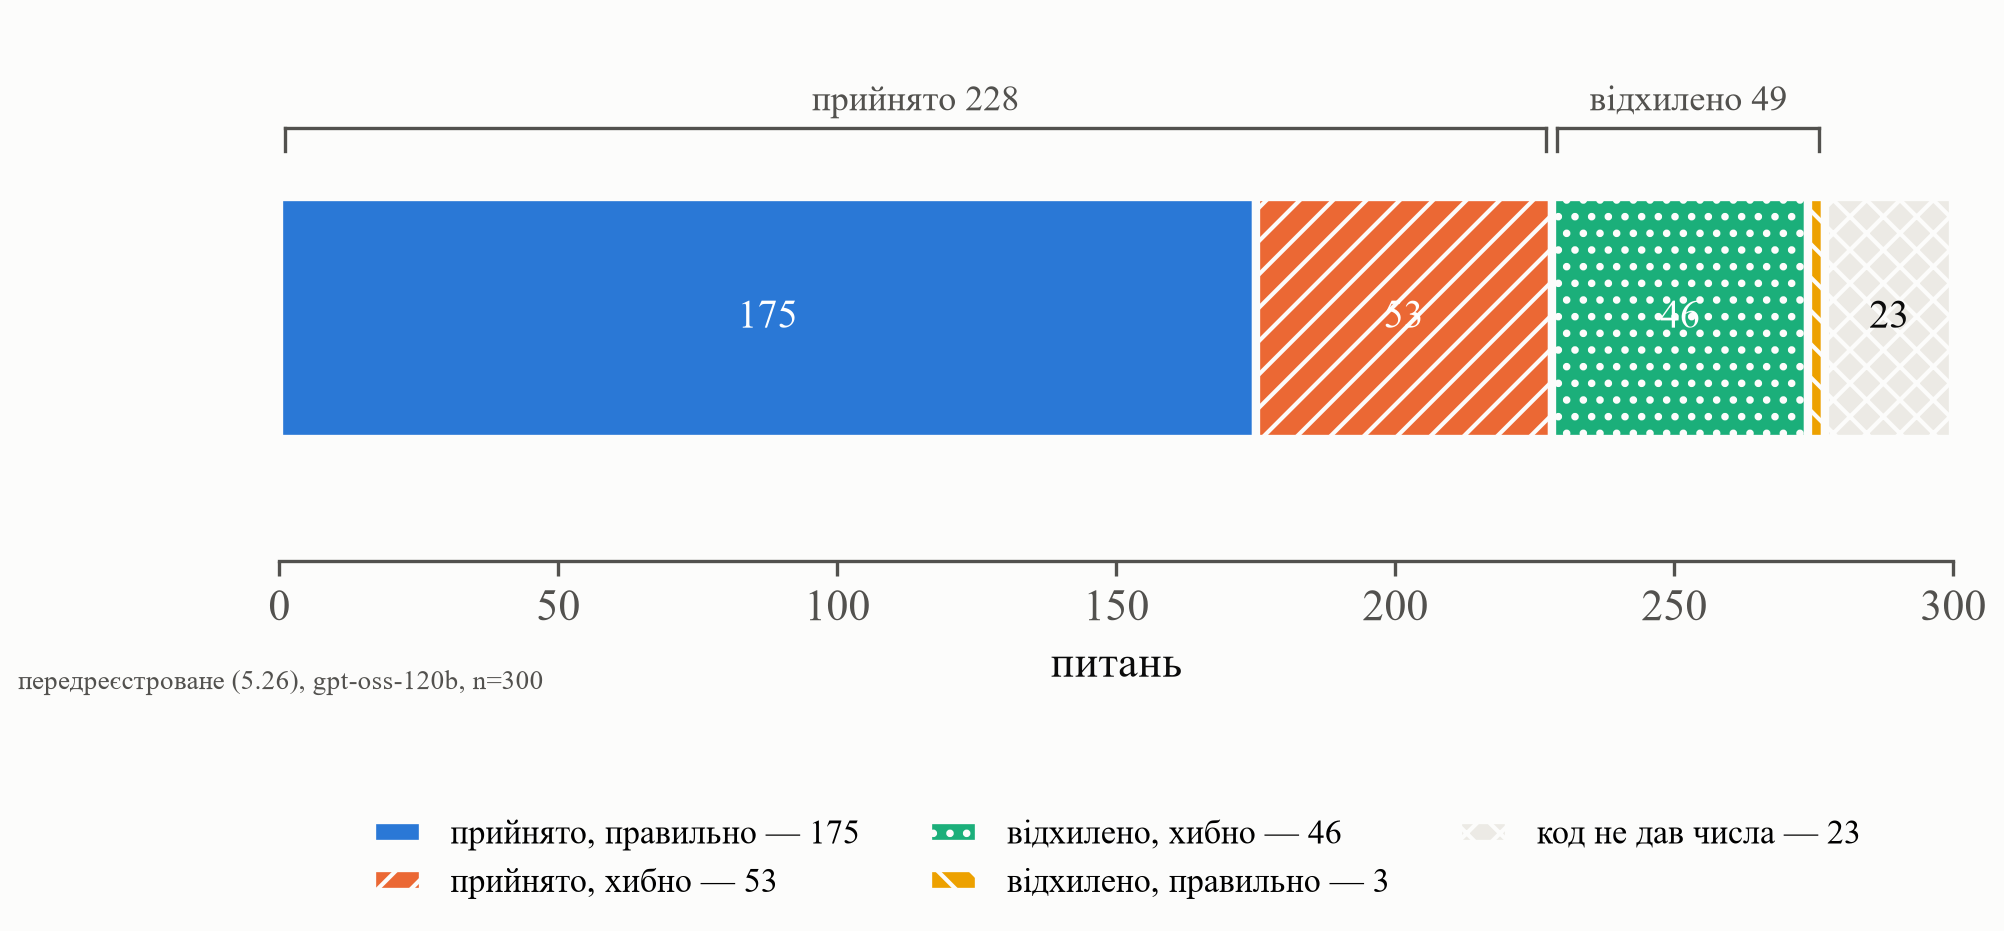 прийнято 228
відхилено 49
175
53
46
23
0 50 100 150 200 250 300
питань
передреєстроване (5.26), gpt-oss-120b, n=300
прийнято, правильно — 175
прийнято, хибно — 53
відхилено, хибно — 46
відхилено, правильно — 3
код не дав числа — 23